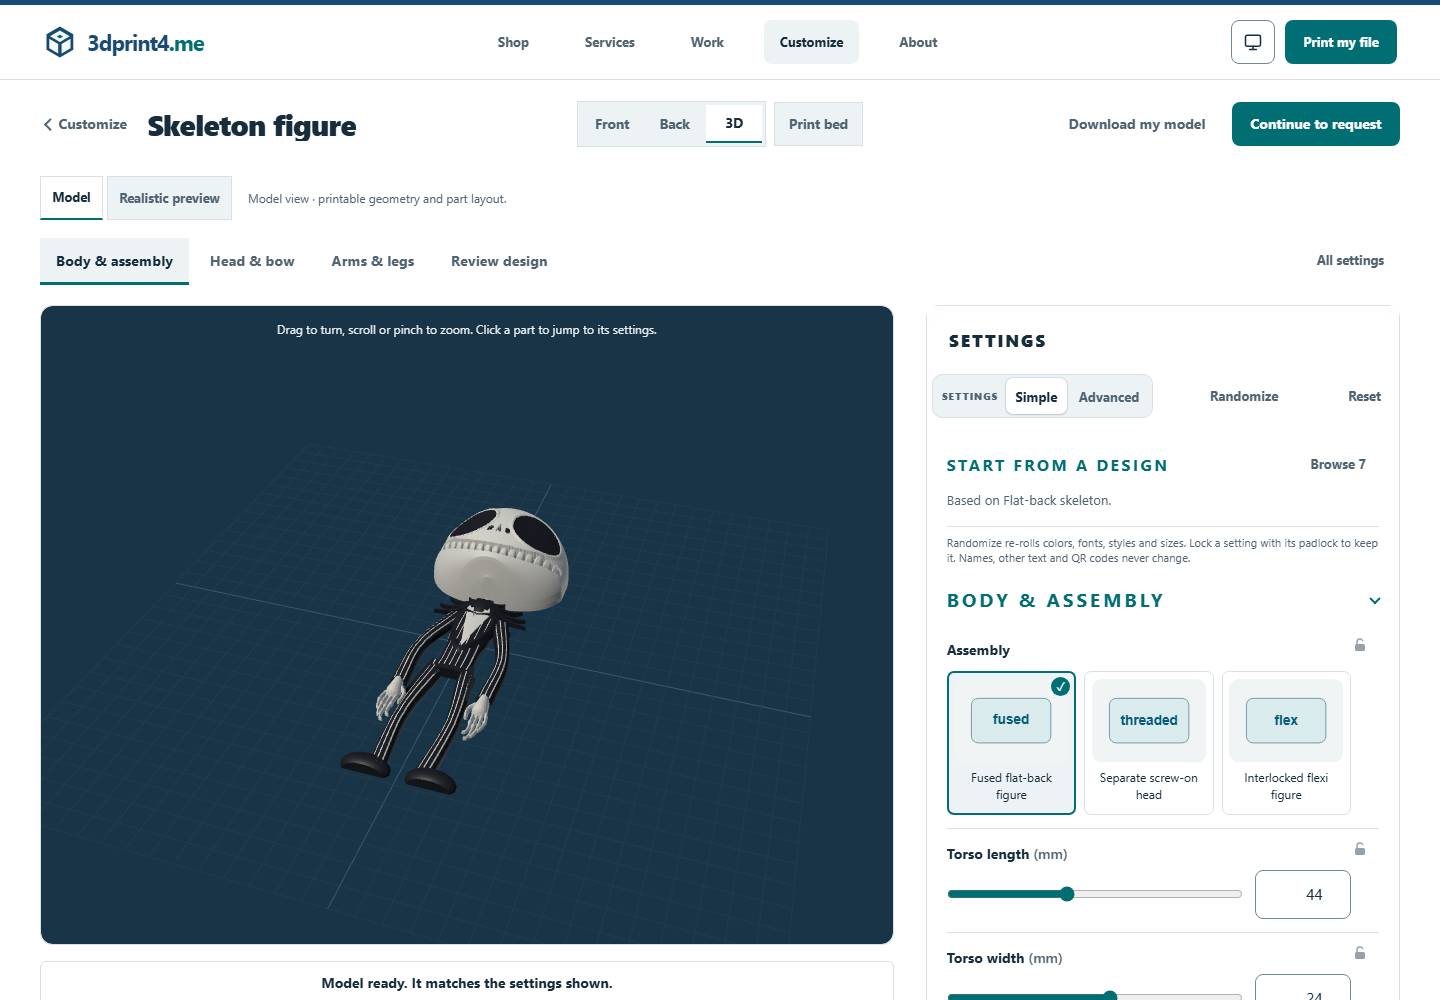 3dprint4.me
Shop
Services
Work
Customize
About
Print my file
Customize
Skeleton figure
Front
Back
3D
Print bed
Download my model
Continue to request
Model
Realistic preview
Model view · printable geometry and part layout.
Body & assembly
Head & bow
Arms & legs
Review design
All settings
Drag to turn, scroll or pinch to zoom. Click a part to jump to its settings.
Model ready. It matches the settings shown.
SETTINGS
SETTINGS
Simple
Advanced
Randomize
Reset
START FROM A DESIGN
Browse 7
Based on Flat-back skeleton.
Randomize re-rolls colors, fonts, styles and sizes. Lock a setting with its padlock to keep
it. Names, other text and QR codes never change.
BODY & ASSEMBLY
Assembly
fused
Fused flat-back
figure
threaded
Separate screw-on
head
flex
Interlocked flexi
figure
Torso length (mm)
44
Torso width (mm)
24